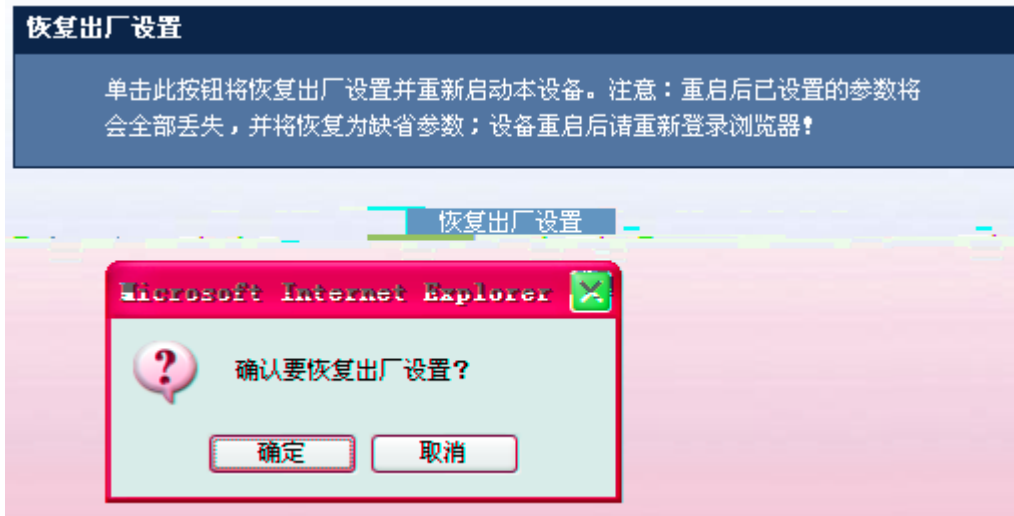 恢复出厂设置
单击此按钮将恢复出厂设置并重新启动本设备。注意：重启后已设置的参数将
会全部丢失，并将恢复为缺省参数；设备重启后请重新登录浏览器！
恢复出厂设置
Microsoft Internet Explorer
确认要恢复出厂设置？
确定
取消